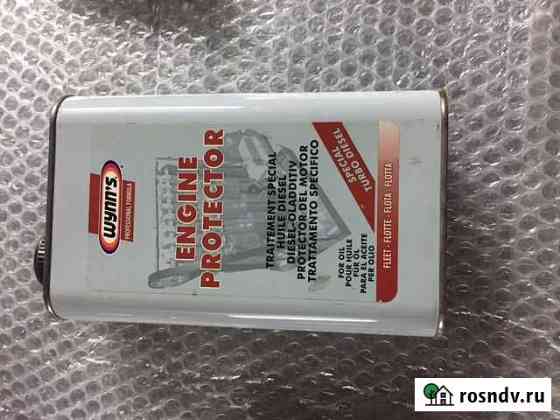 Wynn's
PROFESSIONAL FORMULA
ENGINE
PROTECTOR
TRAITEMENT SPÉCIAL
HUILE DIESEL
DIESEL-ÖLADDITIV
PROTECTOR DEL MOTOR
TRATTAMENTO SPECIFICO
SPECIAL
TURBO DIESEL
FOR OIL
POUR HUILE
FÜR ÖL
PARA EL ACEITE
PER OLIO
FLEET - FLOTTE - FLOTA - FLOTTA
rosndv.ru